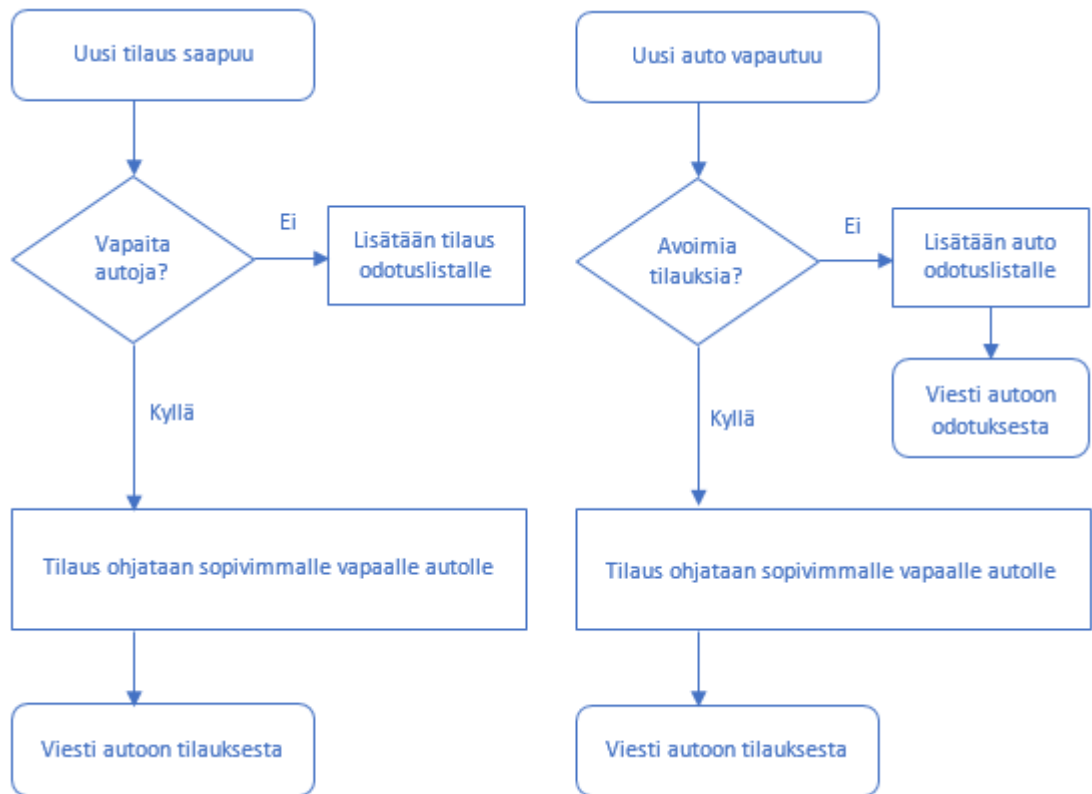 Uusi tilaus saapuu
Vapaita
autoja?
Ei
Lisätään tilaus
odotuslistalle
Kyllä
Tilaus ohjataan sopivimmalle vapaalle autolle
Viesti autoon tilauksesta
Uusi auto vapautuu
Avoimia
tilauksia?
Ei
Lisätään auto
odotuslistalle
Viesti autoon
odotuksesta
Kyllä
Tilaus ohjataan sopivimmalle vapaalle autolle
Viesti autoon tilauksesta